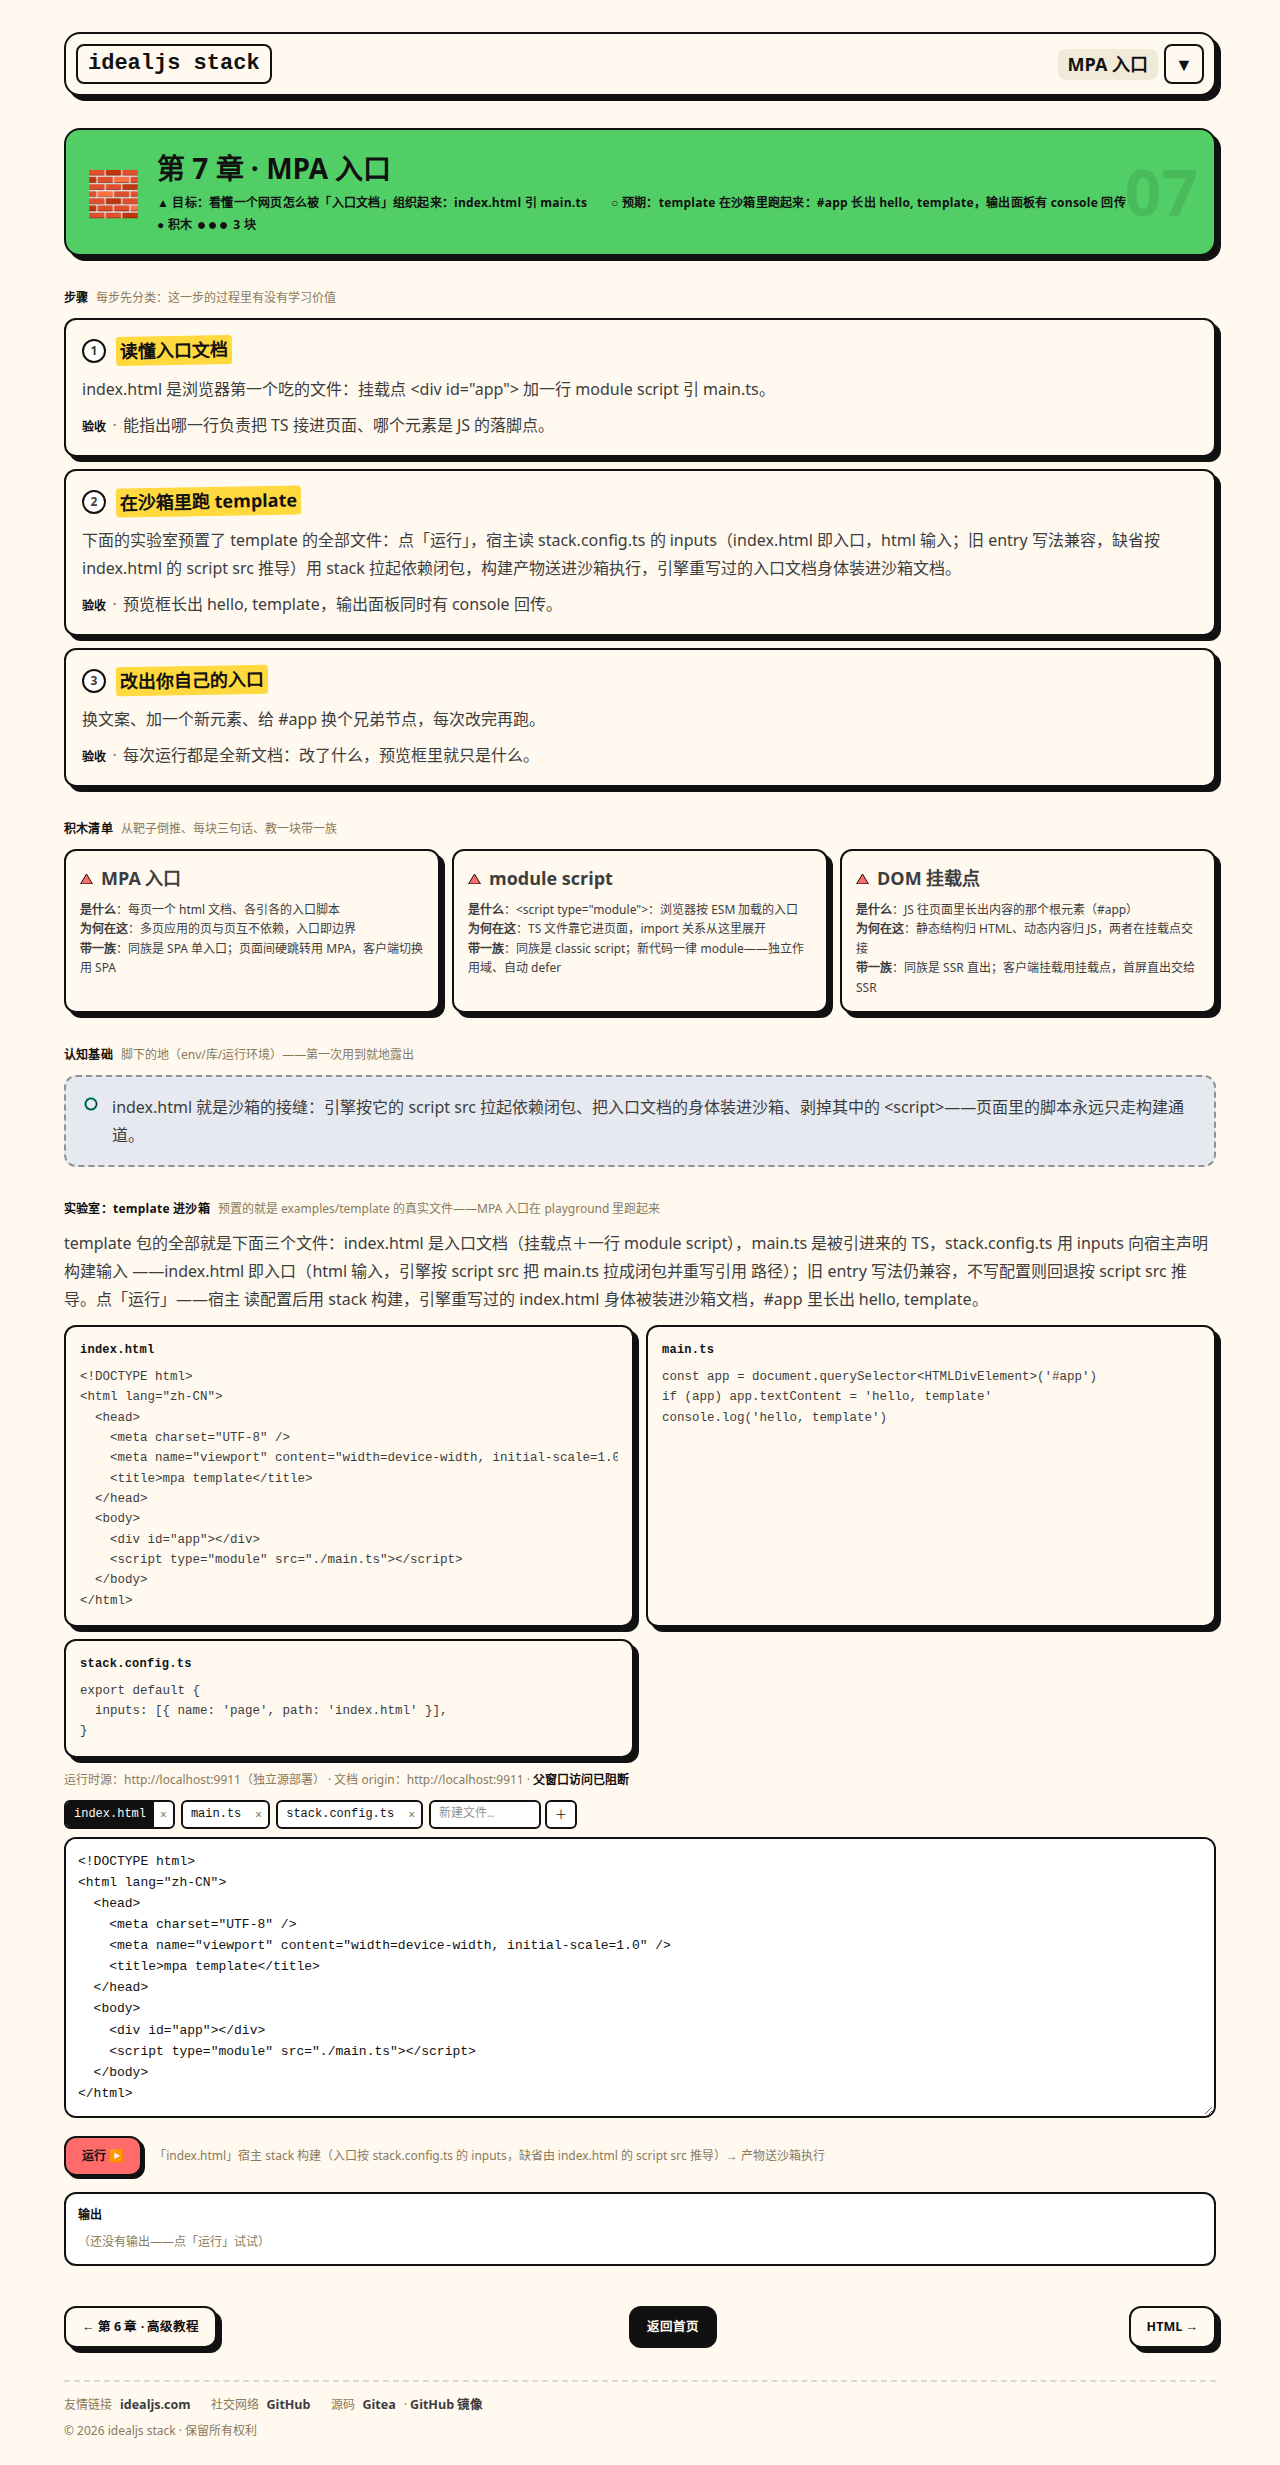 idealjs stack
MPA 入口 ▼
🧱 第 7 章 · MPA 入口
07
▲ 目标：看懂一个网页怎么被「入口文档」组织起来：index.html 引 main.ts ○ 预期：template 在沙箱里跑起来：#app 长出 hello, template，输出面板有 console 回传
● 积木 ●●● 3 块
步骤 每步先分类：这一步的过程里有没有学习价值
1 读懂入口文档
index.html 是浏览器第一个吃的文件：挂载点 <div id="app"> 加一行 module script 引 main.ts。
验收 · 能指出哪一行负责把 TS 接进页面、哪个元素是 JS 的落脚点。
2 在沙箱里跑 template
下面的实验室预置了 template 的全部文件：点「运行」，宿主读 stack.config.ts 的 inputs（index.html 即入口，html 输入；旧 entry 写法兼容，缺省按
index.html 的 script src 推导）用 stack 拉起依赖闭包，构建产物送进沙箱执行，引擎重写过的入口文档身体装进沙箱文档。
验收 · 预览框长出 hello, template，输出面板同时有 console 回传。
3 改出你自己的入口
换文案、加一个新元素、给 #app 换个兄弟节点，每次改完再跑。
验收 · 每次运行都是全新文档：改了什么，预览框里就只是什么。
积木清单 从靶子倒推、每块三句话、教一块带一族
MPA 入口
是什么：每页一个 html 文档、各引各的入口脚本
为何在这：多页应用的页与页互不依赖，入口即边界
带一族：同族是 SPA 单入口；页面间硬跳转用 MPA，客户端切换
用 SPA
module script
是什么：<script type="module">：浏览器按 ESM 加载的入口
为何在这：TS 文件靠它进页面，import 关系从这里展开
带一族：同族是 classic script；新代码一律 module——独立作
用域、自动 defer
DOM 挂载点
是什么：JS 往页面里长出内容的那个根元素（#app）
为何在这：静态结构归 HTML、动态内容归 JS，两者在挂载点交
接
带一族：同族是 SSR 直出；客户端挂载用挂载点，首屏直出交给
SSR
认知基础 脚下的地（env/库/运行环境）——第一次用到就地露出
index.html 就是沙箱的接缝：引擎按它的 script src 拉起依赖闭包、把入口文档的身体装进沙箱、剥掉其中的 <script>——页面里的脚本永远只走构建通
道。
实验室：template 进沙箱 预置的就是 examples/template 的真实文件——MPA 入口在 playground 里跑起来
template 包的全部就是下面三个文件：index.html 是入口文档（挂载点＋一行 module script），main.ts 是被引进来的 TS，stack.config.ts 用 inputs 向宿主声明
构建输入 ——index.html 即入口（html 输入，引擎按 script src 把 main.ts 拉成闭包并重写引用 路径）；旧 entry 写法仍兼容，不写配置则回退按 script src 推
导。点「运行」——宿主 读配置后用 stack 构建，引擎重写过的 index.html 身体被装进沙箱文档，#app 里长出 hello, template。
index.html
<!DOCTYPE html>
<html lang="zh-CN">
  <head>
    <meta charset="UTF-8" />
    <meta name="viewport" content="width=device-width, initial-scale=1.0
    <title>mpa template</title>
  </head>
  <body>
    <div id="app"></div>
    <script type="module" src="./main.ts"></script>
  </body>
</html>
main.ts
const app = document.querySelector<HTMLDivElement>('#app')
if (app) app.textContent = 'hello, template'
console.log('hello, template')
stack.config.ts
export default {
  inputs: [{ name: 'page', path: 'index.html' }],
}
运行时源：http://localhost:9911（独立源部署） · 文档 origin：http://localhost:9911 · 父窗口访问已阻断
index.html × main.ts × stack.config.ts × 新建文件… ＋
<!DOCTYPE html>
<html lang="zh-CN">
  <head>
    <meta charset="UTF-8" />
    <meta name="viewport" content="width=device-width, initial-scale=1.0" />
    <title>mpa template</title>
  </head>
  <body>
    <div id="app"></div>
    <script type="module" src="./main.ts"></script>
  </body>
</html>
运行 ▶️ 「index.html」宿主 stack 构建（入口按 stack.config.ts 的 inputs，缺省由 index.html 的 script src 推导）→ 产物送沙箱执行
输出
（还没有输出——点「运行」试试）
← 第 6 章 · 高级教程
返回首页
HTML →
友情链接 idealjs.com 社交网络 GitHub 源码 Gitea · GitHub 镜像
© 2026 idealjs stack · 保留所有权利